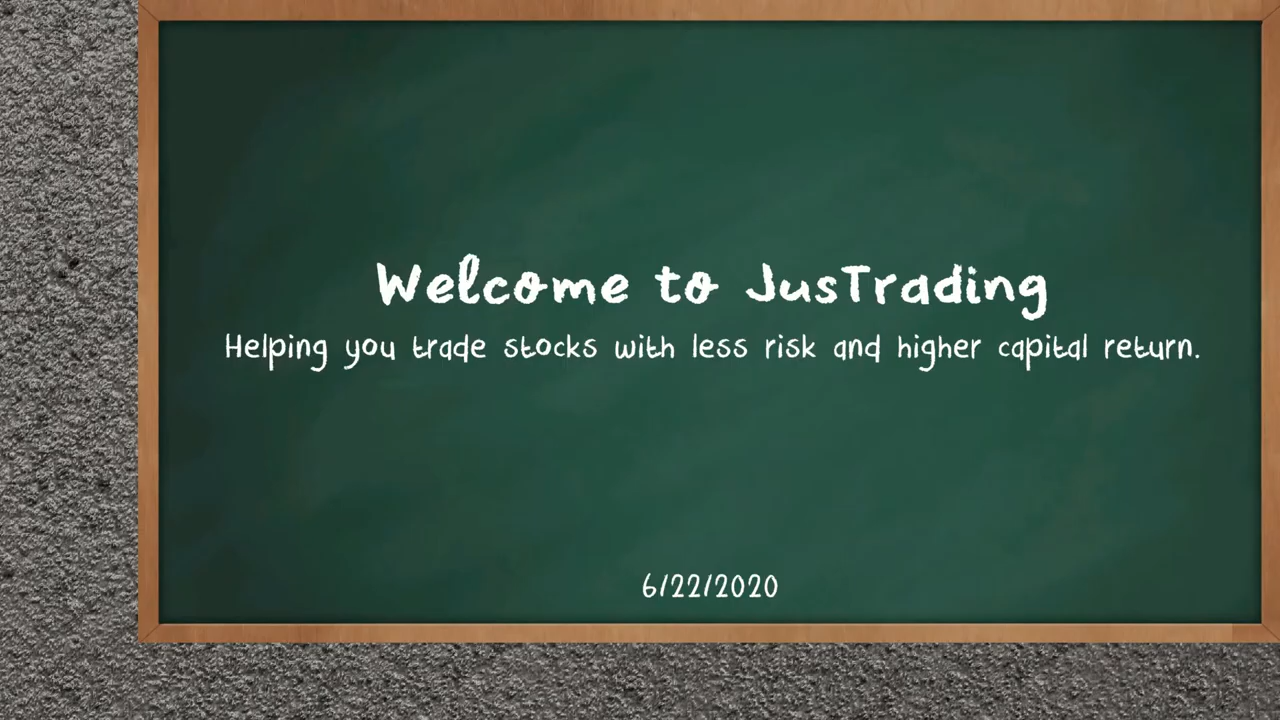 Welcome to JusTrading
Helping you trade stocks with less risk and higher capital return.
6/22/2020